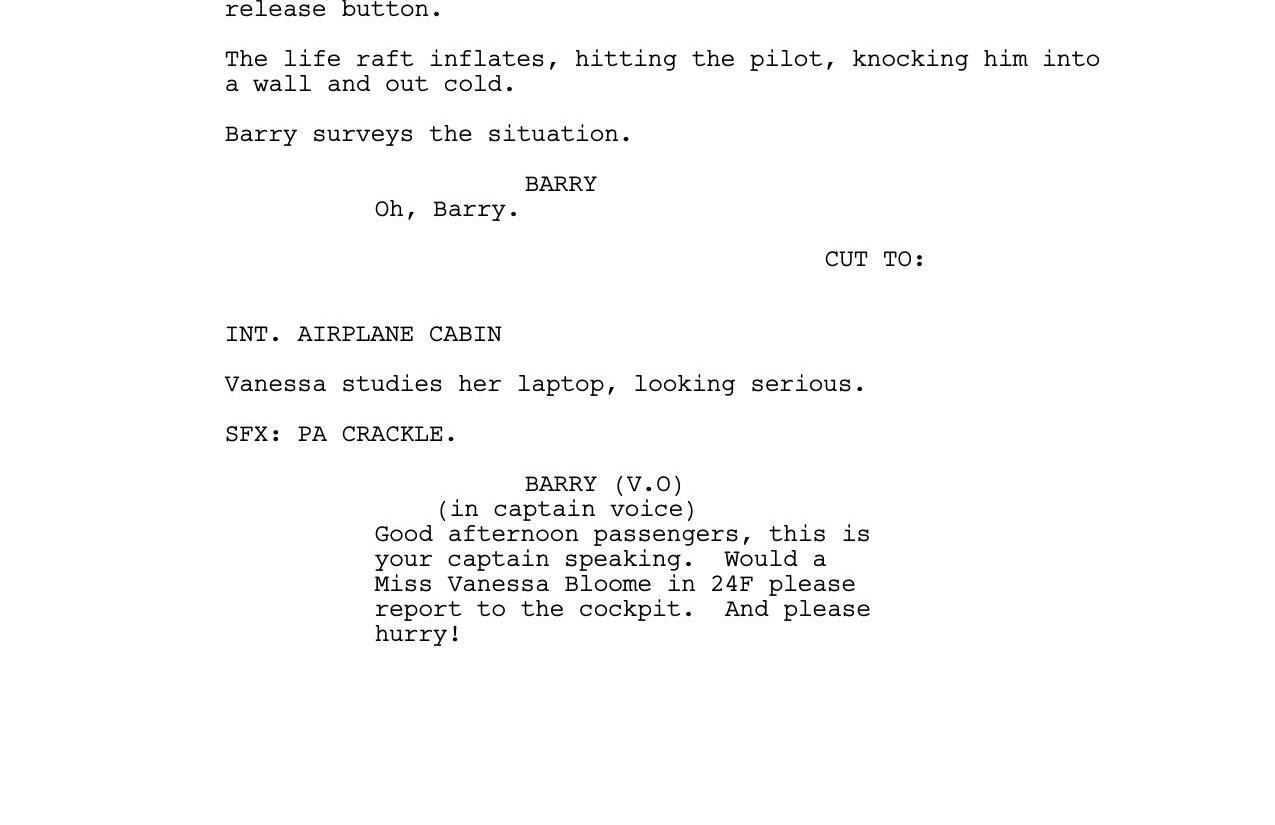 release button.
The life raft inflates, hitting the pilot, knocking him into
a wall and out cold.
Barry surveys the situation.
BARRY
Oh, Barry.
CUT TO:
INT. AIRPLANE CABIN
Vanessa studies her laptop, looking serious.
SFX: PA CRACKLE.
BARRY (V.O)
(in captain voice)
Good afternoon passengers, this is
your captain speaking.  Would a
Miss Vanessa Bloome in 24F please
report to the cockpit.  And please
hurry!